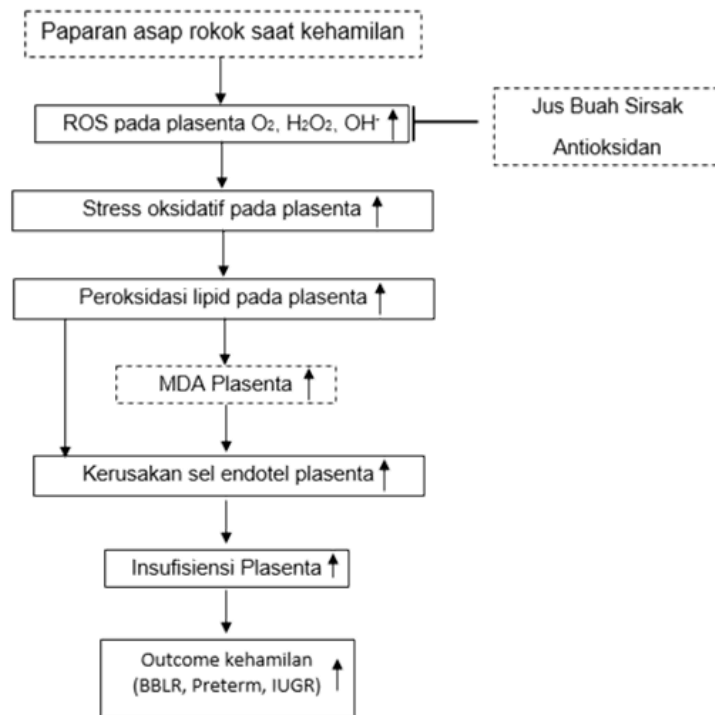 Paparan asap rokok saat kehamilan
ROS pada plasenta O₂, H₂O₂, OH⁻
Jus Buah Sirsak
Antioksidan
Stress oksidatif pada plasenta
Peroksidasi lipid pada plasenta
MDA Plasenta
Kerusakan sel endotel plasenta
Insufisiensi Plasenta
Outcome kehamilan
(BBLR, Preterm, IUGR)